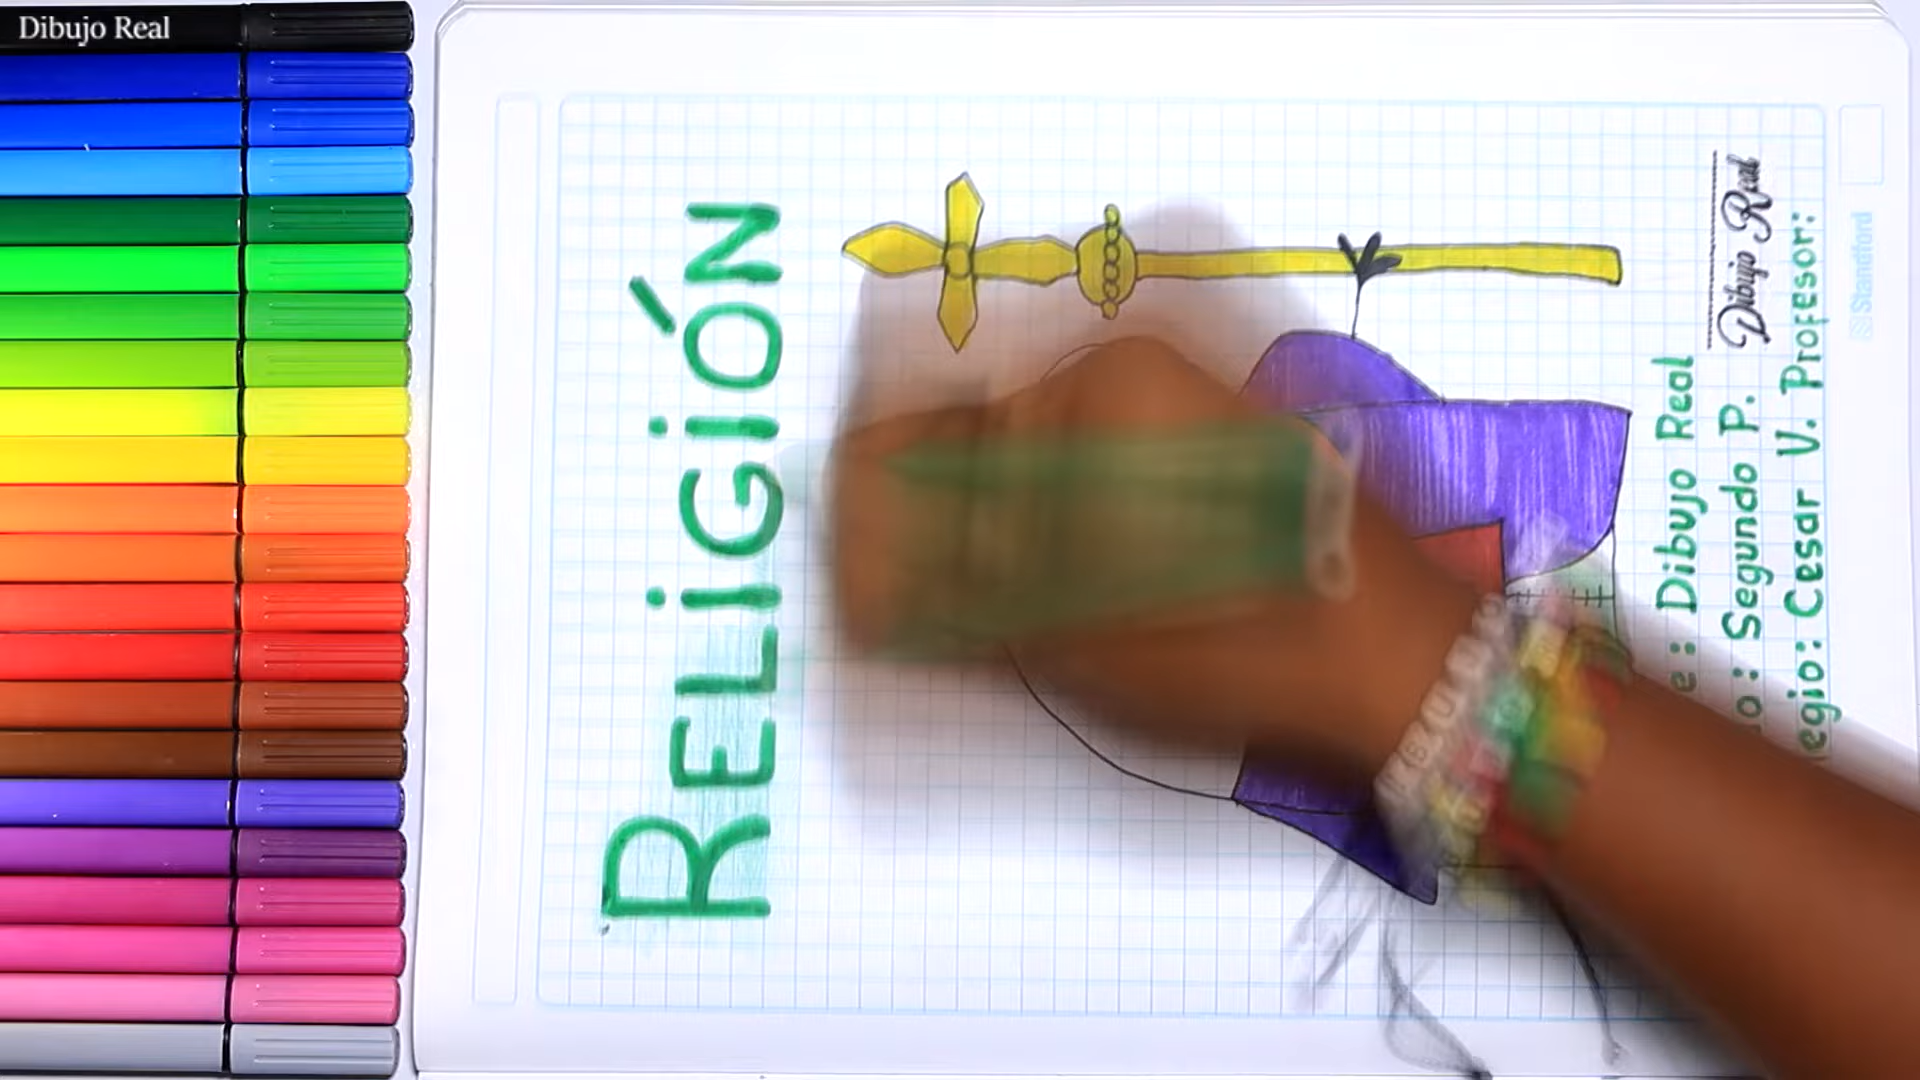 Dibujo Real
RELiGiÓN
e: Dibujo Real
o: Segundo P.
egio: Cesar V. Profesor:
Dibujo Real
Standford